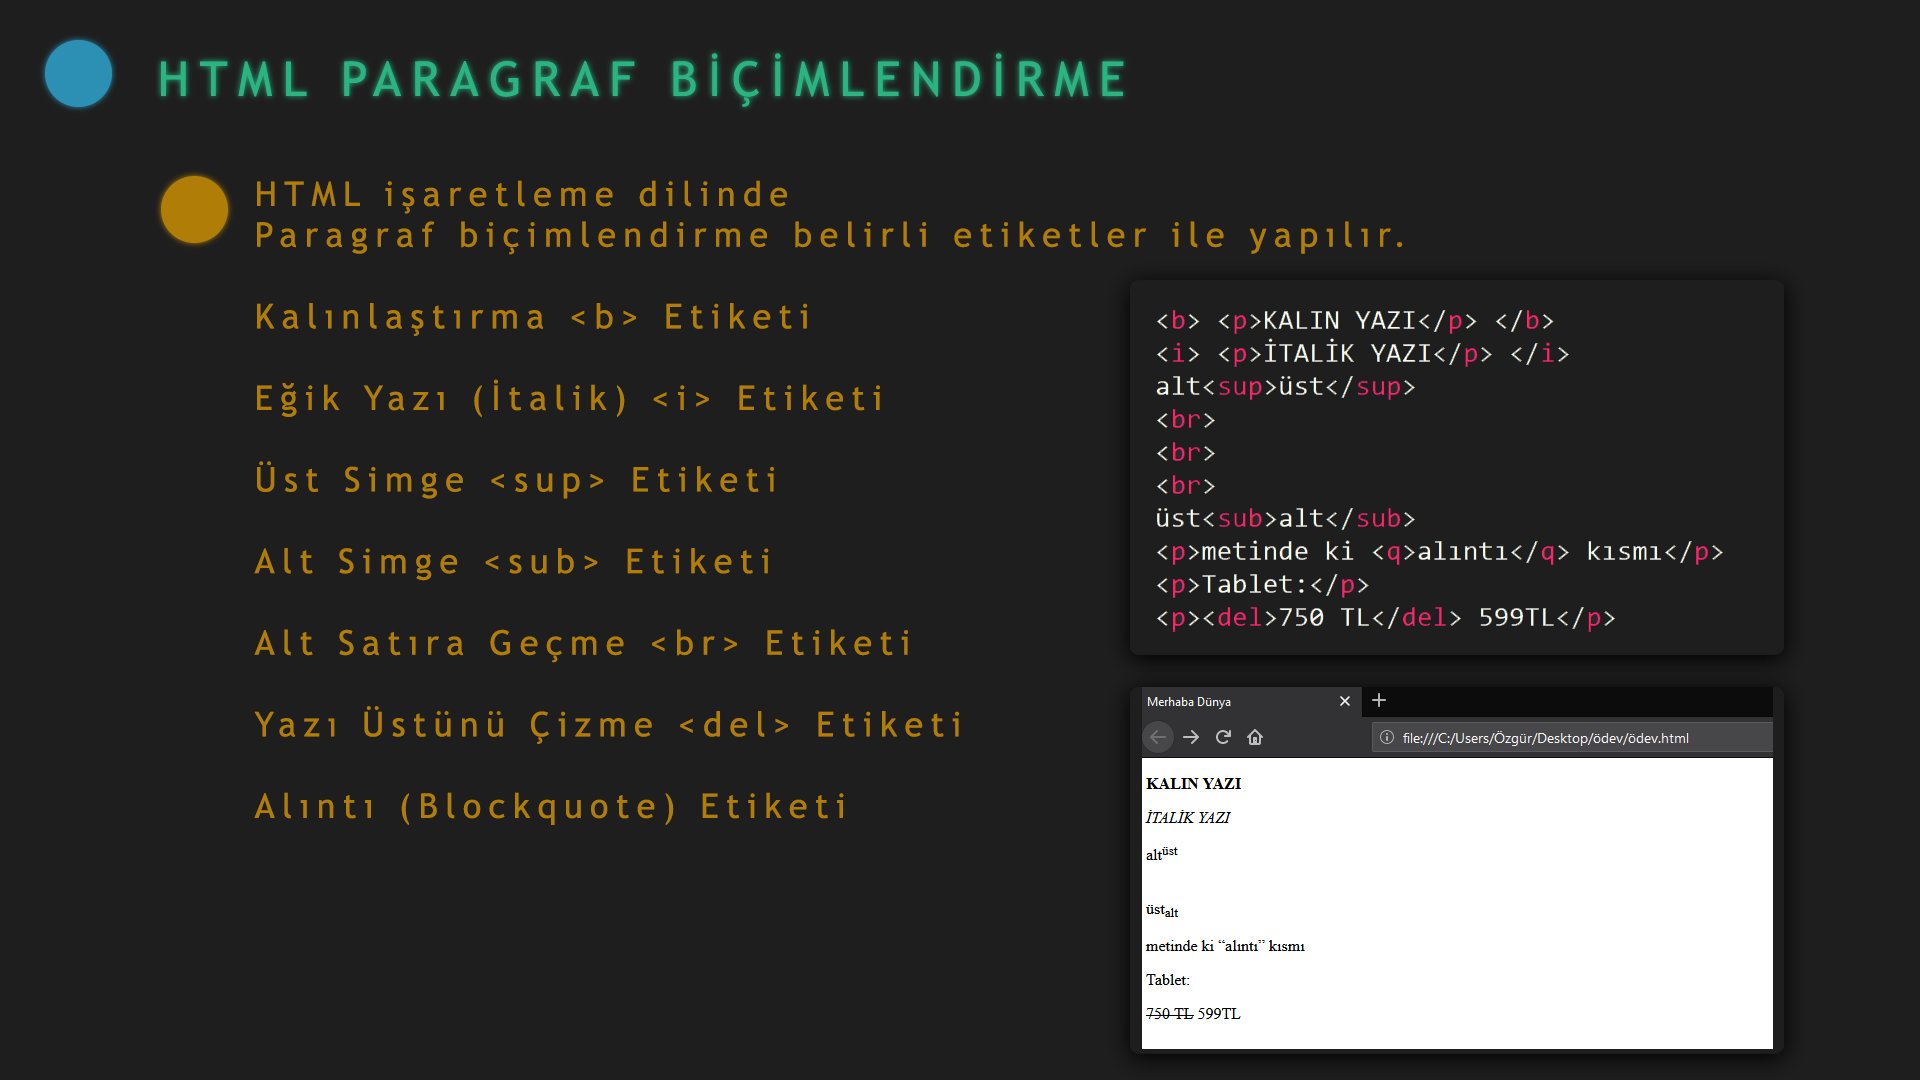 HTML PARAGRAF BİÇİMLENDİRME
HTML işaretleme dilinde
Paragraf biçimlendirme belirli etiketler ile yapılır.
Kalınlaştırma <b> Etiketi
Eğik Yazı (İtalik) <i> Etiketi
Üst Simge <sup> Etiketi
Alt Simge <sub> Etiketi
Alt Satıra Geçme <br> Etiketi
Yazı Üstünü Çizme <del> Etiketi
Alıntı (Blockquote) Etiketi
<b> <p>KALIN YAZI</p> </b>
<i> <p>İTALİK YAZI</p> </i>
alt<sup>üst</sup>
<br>
<br>
<br>
üst<sub>alt</sub>
<p>metinde ki <q>alıntı</q> kısmı</p>
<p>Tablet:</p>
<p><del>750 TL</del> 599TL</p>
Merhaba Dünya
file:///C:/Users/Özgür/Desktop/ödev/ödev.html
KALIN YAZI
İTALİK YAZI
altüst
üstalt
metinde ki “alıntı” kısmı
Tablet:
750 TL 599TL